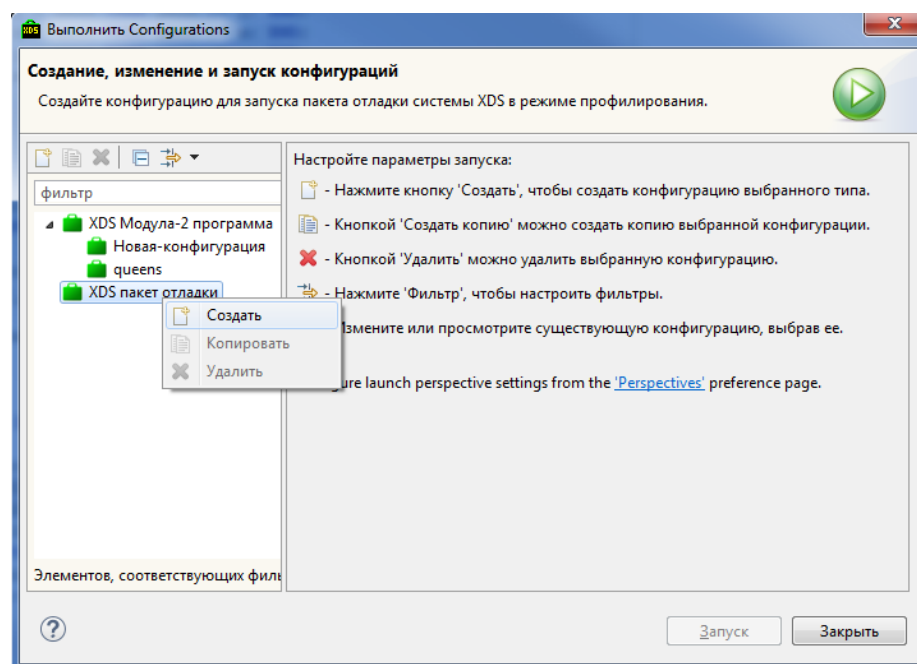 XDS Выполнить Configurations
Создание, изменение и запуск конфигураций
Создайте конфигурацию для запуска пакета отладки системы XDS в режиме профилирования.
фильтр
XDS Модула-2 программа
Новая-конфигурация
queens
XDS пакет отладки
Создать
Копировать
Удалить
Элементов, соответствующих
Настройте параметры запуска:
- Нажмите кнопку 'Создать', чтобы создать конфигурацию выбранного типа.
- Кнопкой 'Создать копию' можно создать копию выбранной конфигурации.
- Кнопкой 'Удалить' можно удалить выбранную конфигурацию.
- Нажмите 'Фильтр', чтобы настроить фильтры.
Измените или просмотрите существующую конфигурацию, выбрав ее.
launch perspective settings from the 'Perspectives' preference page.
Запуск
Закрыть